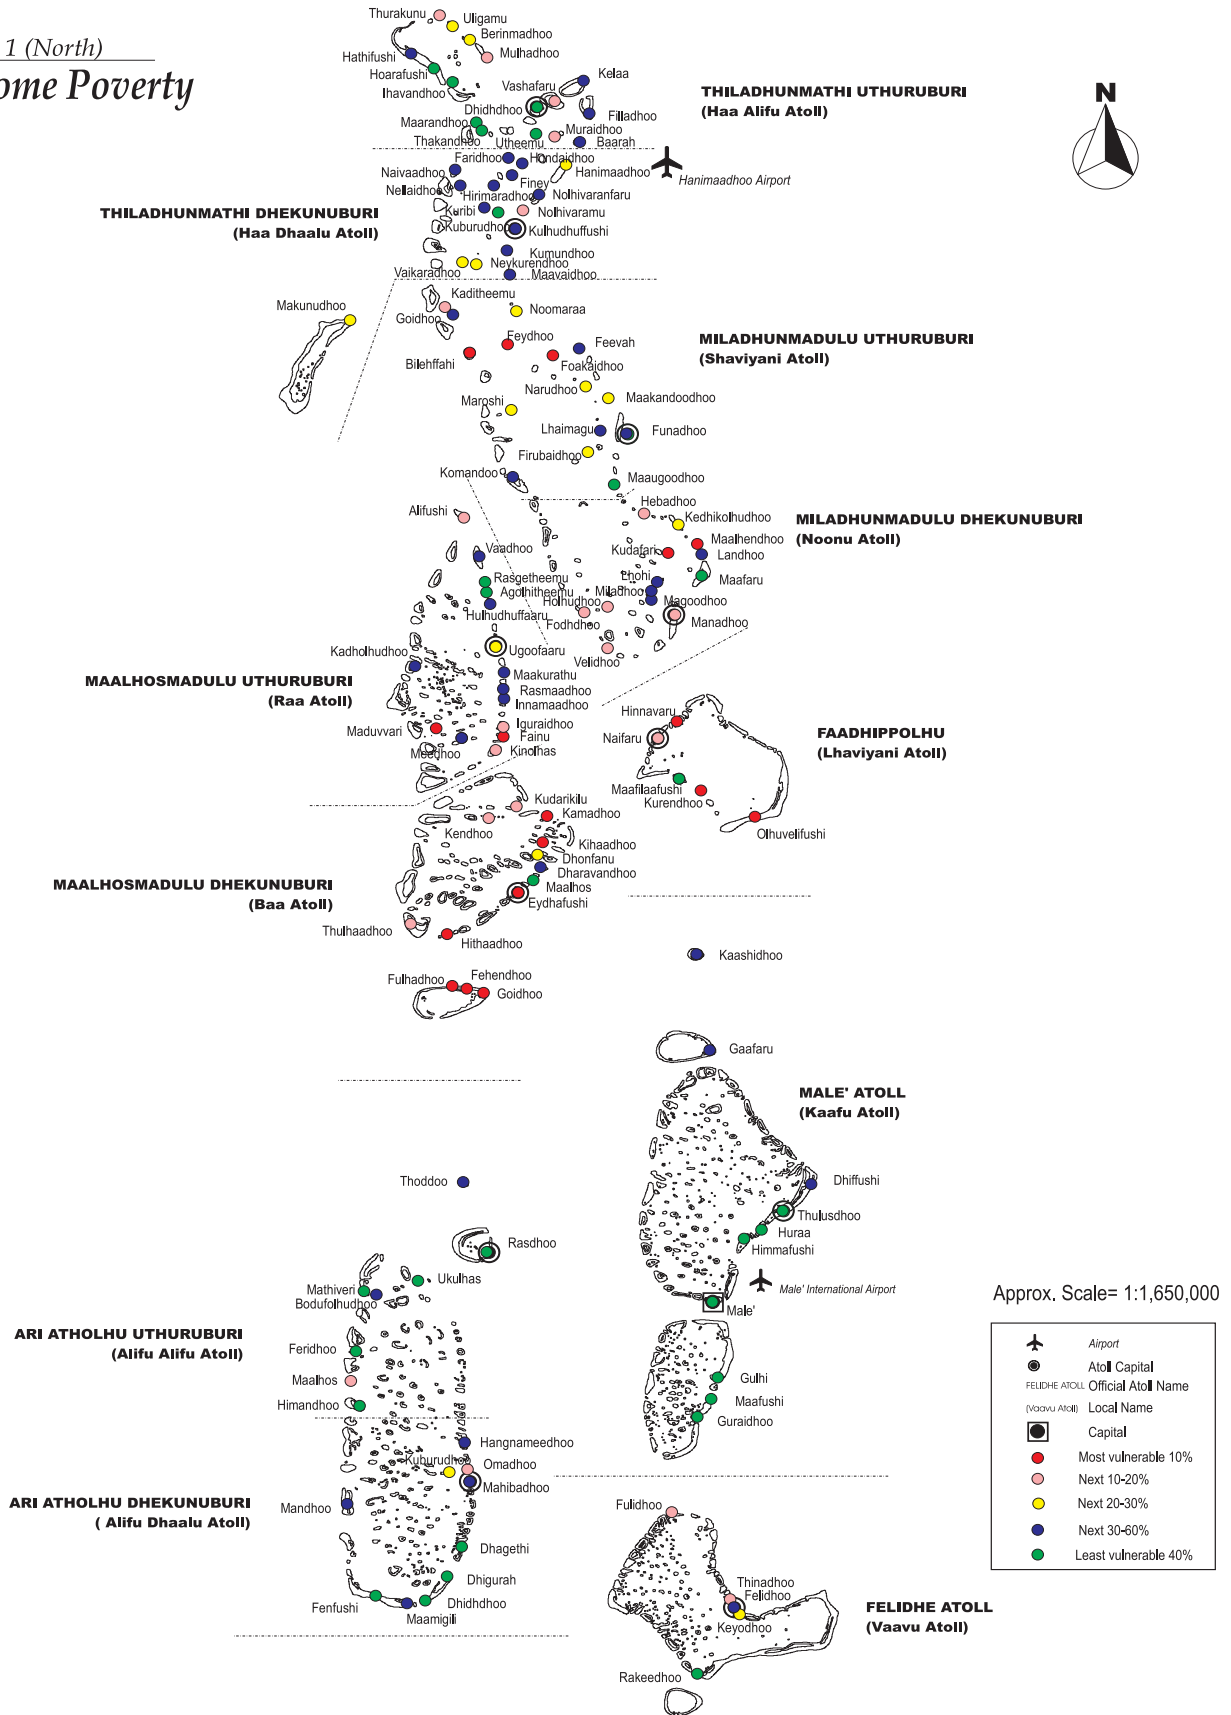 1 (North)
ome Poverty
Thurakunu
Uligamu
Berinmadhoo
Hathifushi
Mulhadhoo
Hoarafushi
Ihavandhoo
Vashafaru
Kelaa
THILADHUNMATHI UTHURUBURI
(Haa Alifu Atoll)
N
Dhidhdhoo
Filladhoo
Maarandhoo
Thakandhoo
Utheemu
Muraidhoo
Baarah
Faridhoo
Hondaidhoo
Naivaadhoo
Hanimaadhoo
Hanimaadhoo Airport
Nellaidhoo
Finey
Hirimaradhoo
Nolhivaranfaru
THILADHUNMATHI DHEKUNUBURI
(Haa Dhaalu Atoll)
Kuribi
Nolhivaramu
Kuburudhoo
Kulhudhuffushi
Kumundhoo
Neykurendhoo
Vaikaradhoo
Maavaidhoo
Makunudhoo
Kaditheemu
Goidhoo
Noomaraa
Feydhoo
Feevah
MILADHUNMADULU UTHURUBURI
(Shaviyani Atoll)
Bilehffahi
Foakaidhoo
Narudhoo
Maakandoodhoo
Maroshi
Lhaimagu
Funadhoo
Firubaidhoo
Komandoo
Maaugoodhoo
Hebadhoo
Alifushi
Kedhikolhudhoo
MILADHUNMADULU DHEKUNUBURI
(Noonu Atoll)
Maalhendhoo
Kudafari
Landhoo
Vaadhoo
Rasgetheemu
Lhohi
Maafaru
Agolhitheemu
Miladhoo
Holhudhoo
Magoodhoo
Hulhudhuffaaru
Fodhdhoo
Manadhoo
Ugoofaaru
Kadholhudhoo
Velidhoo
Maakurathu
MAALHOSMADULU UTHURUBURI
(Raa Atoll)
Rasmaadhoo
Innamaadhoo
Hinnavaru
Iguraidhoo
Maduvvari
Fainu
Naifaru
FAADHIPPOLHU
(Lhaviyani Atoll)
Meedhoo
Kinolhas
Maafilaafushi
Kurendhoo
Kudarikilu
Kamadhoo
Kendhoo
Olhuvelifushi
Kihaadhoo
Dhonfanu
Dharavandhoo
MAALHOSMADULU DHEKUNUBURI
(Baa Atoll)
Maalhos
Eydhafushi
Thulhaadhoo
Hithaadhoo
Kaashidhoo
Fulhadhoo
Fehendhoo
Goidhoo
Gaafaru
MALE' ATOLL
(Kaafu Atoll)
Thoddoo
Dhiffushi
Thulusdhoo
Huraa
Himmafushi
Rasdhoo
Ukulhas
Mathiveri
Bodufolhudhoo
Male' International Airport
Male'
Approx. Scale= 1:1,650,000
ARI ATHOLHU UTHURUBURI
(Alifu Alifu Atoll)
Feridhoo
Maalhos
Himandhoo
Gulhi
Maafushi
Guraidhoo
Airport
Atoll Capital
FELIDHE ATOLL Official Atoll Name
(Vaavu Atoll) Local Name
Capital
Most vulnerable 10%
Next 10-20%
Next 20-30%
Next 30-60%
Least vulnerable 40%
Hangnameedhoo
Kuburudhoo
Omadhoo
Mahibadhoo
ARI ATHOLHU DHEKUNUBURI
( Alifu Dhaalu Atoll)
Mandhoo
Fulidhoo
Dhagethi
Dhigurah
Dhidhdhoo
Fenfushi
Maamigili
Thinadhoo
Felidhoo
Keyodhoo
FELIDHE ATOLL
(Vaavu Atoll)
Rakeedhoo